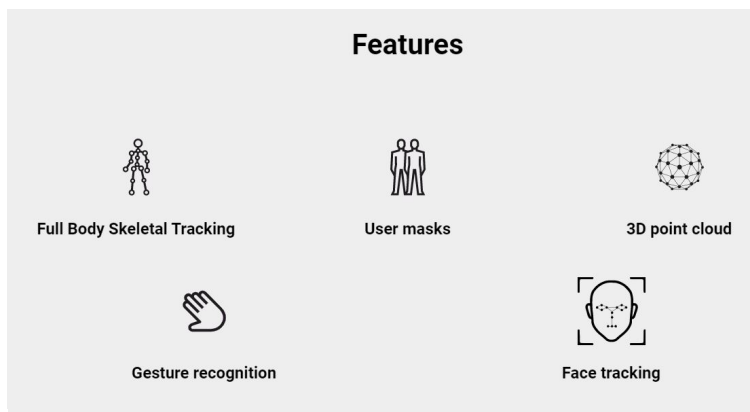 Features
Full Body Skeletal Tracking
User masks
3D point cloud
Gesture recognition
Face tracking